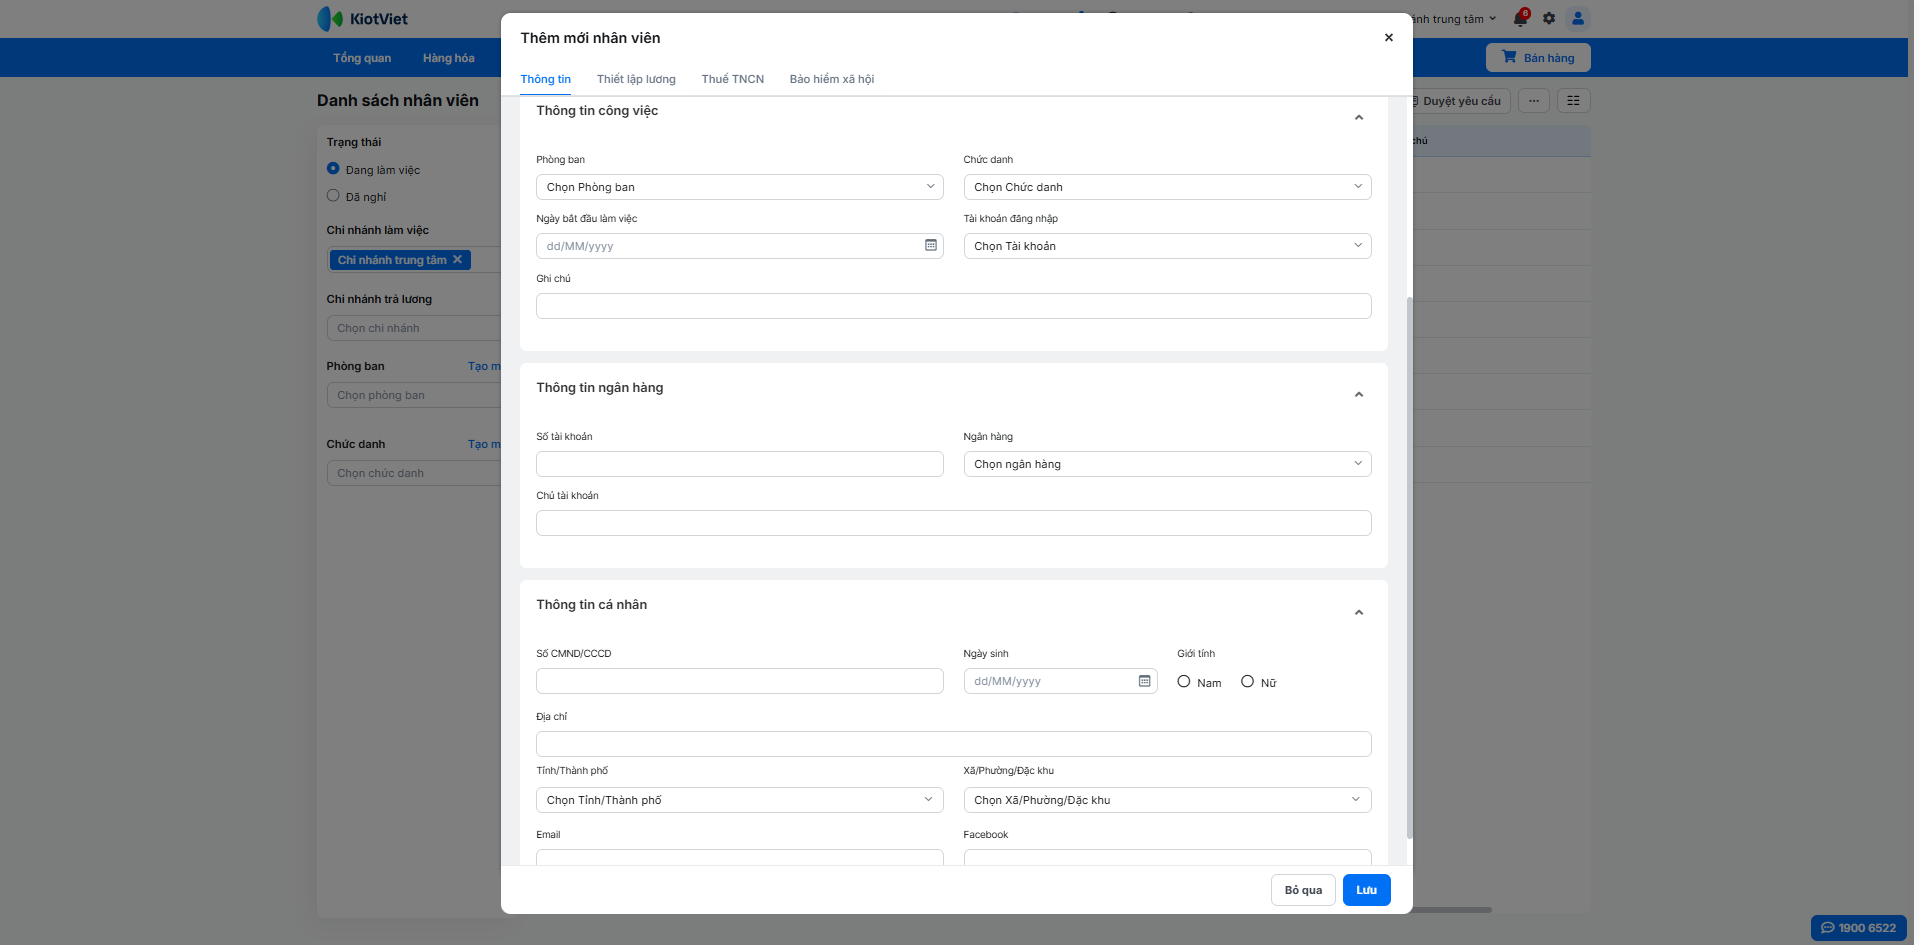 KiotViet
ánh trung tâm
6
Tổng quan
Hàng hóa
Bán hàng
Danh sách nhân viên
Duyệt yêu cầu
...
Trạng thái
Đang làm việc
Đã nghỉ
Chi nhánh làm việc
Chi nhánh trung tâm
Chi nhánh trả lương
Chọn chi nhánh
Phòng ban
Tạo m
Chọn phòng ban
Chức danh
Tạo m
Chọn chức danh
chú
Thêm mới nhân viên
Thông tin
Thiết lập lương
Thuế TNCN
Bảo hiểm xã hội
Thông tin công việc
Phòng ban
Chức danh
Chọn Phòng ban
Chọn Chức danh
Ngày bắt đầu làm việc
Tài khoản đăng nhập
dd/MM/yyyy
Chọn Tài khoản
Ghi chú
Thông tin ngân hàng
Số tài khoản
Ngân hàng
Chọn ngân hàng
Chủ tài khoản
Thông tin cá nhân
Số CMND/CCCD
Ngày sinh
Giới tính
dd/MM/yyyy
Nam
Nữ
Địa chỉ
Tỉnh/Thành phố
Xã/Phường/Đặc khu
Chọn Tỉnh/Thành phố
Chọn Xã/Phường/Đặc khu
Email
Facebook
Bỏ qua
Lưu
1900 6522